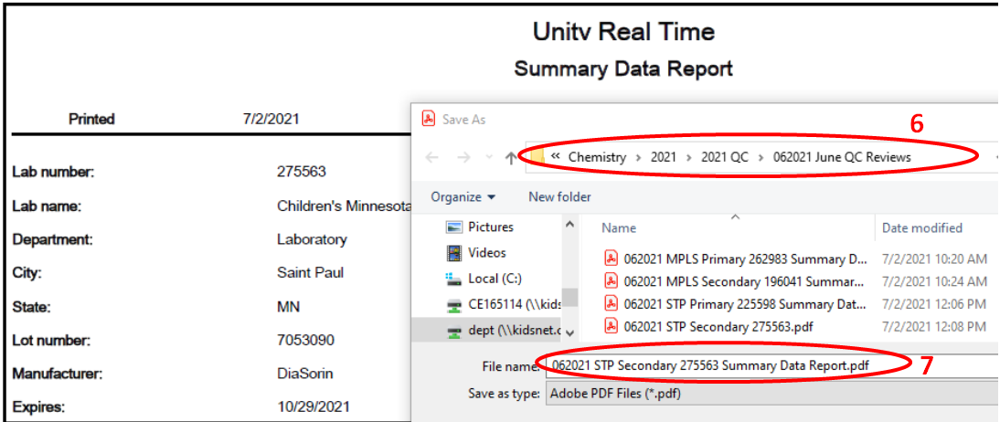 Unity Real Time
Summary Data Report
Printed 7/2/2021
Lab number: 275563
Lab name: Children's Minnesota
Department: Laboratory
City: Saint Paul
State: MN
Lot number: 7053090
Manufacturer: DiaSorin
Expires: 10/29/2021
Save As
6
« Chemistry > 2021 > 2021 QC > 062021 June QC Reviews
Organize New folder
Pictures
Videos
Local (C:)
CE165114 (\\kids
dept (\\kidsnet.c
Name Date modified
062021 MPLS Primary 262983 Summary D... 7/2/2021 10:20 AM
062021 MPLS Secondary 196041 Summar... 7/2/2021 10:24 AM
062021 STP Primary 225598 Summary Dat... 7/2/2021 12:06 PM
062021 STP Secondary 275563.pdf 7/2/2021 12:08 PM
File name: 062021 STP Secondary 275563 Summary Data Report.pdf 7
Save as type: Adobe PDF Files (*.pdf)